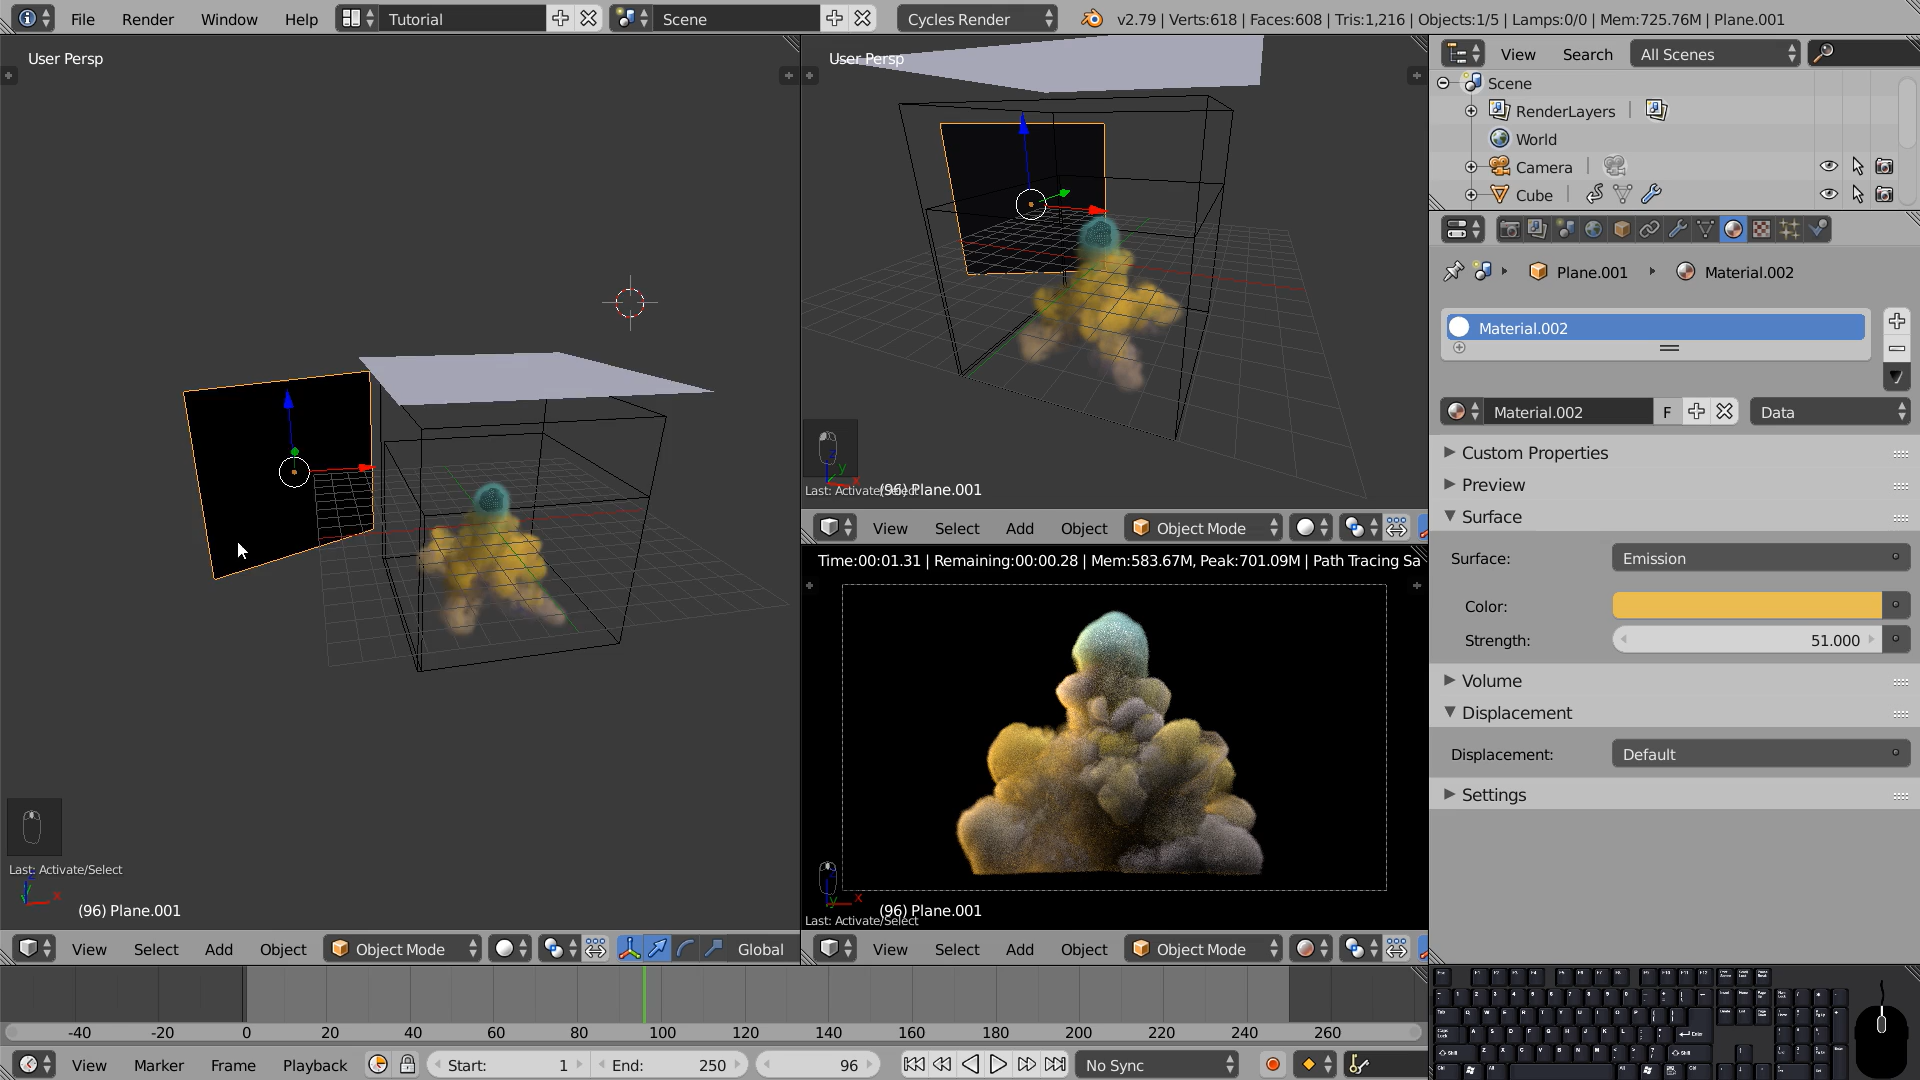 File Render Window Help Tutorial Scene Cycles Render v2.79 | Verts:618 | Faces:608 | Tris:1,216 | Objects:1/5 | Lamps:0/0 | Mem:725.76M | Plane.001
User Persp
User Persp
View Search All Scenes
Scene
RenderLayers
World
Camera
Cube
Plane.001 Material.002
Material.002
Material.002 F Data
Custom Properties
Preview
Surface
Surface: Emission
Color:
Strength: 51.000
Volume
Displacement
Displacement: Default
Settings
(96) Plane.001
View Select Add Object Object Mode
Time:00:01.31 | Remaining:00:00.28 | Mem:583.67M, Peak:701.09M | Path Tracing Sa
Last: Activate/Select
(96) Plane.001
Last: Activate/Select
(96) Plane.001
View Select Add Object Object Mode Global
View Select Add Object Object Mode
-40 -20 0 20 40 60 80 100 120 140 160 180 200 220 240 260
View Marker Frame Playback Start: 1 End: 250 96 No Sync